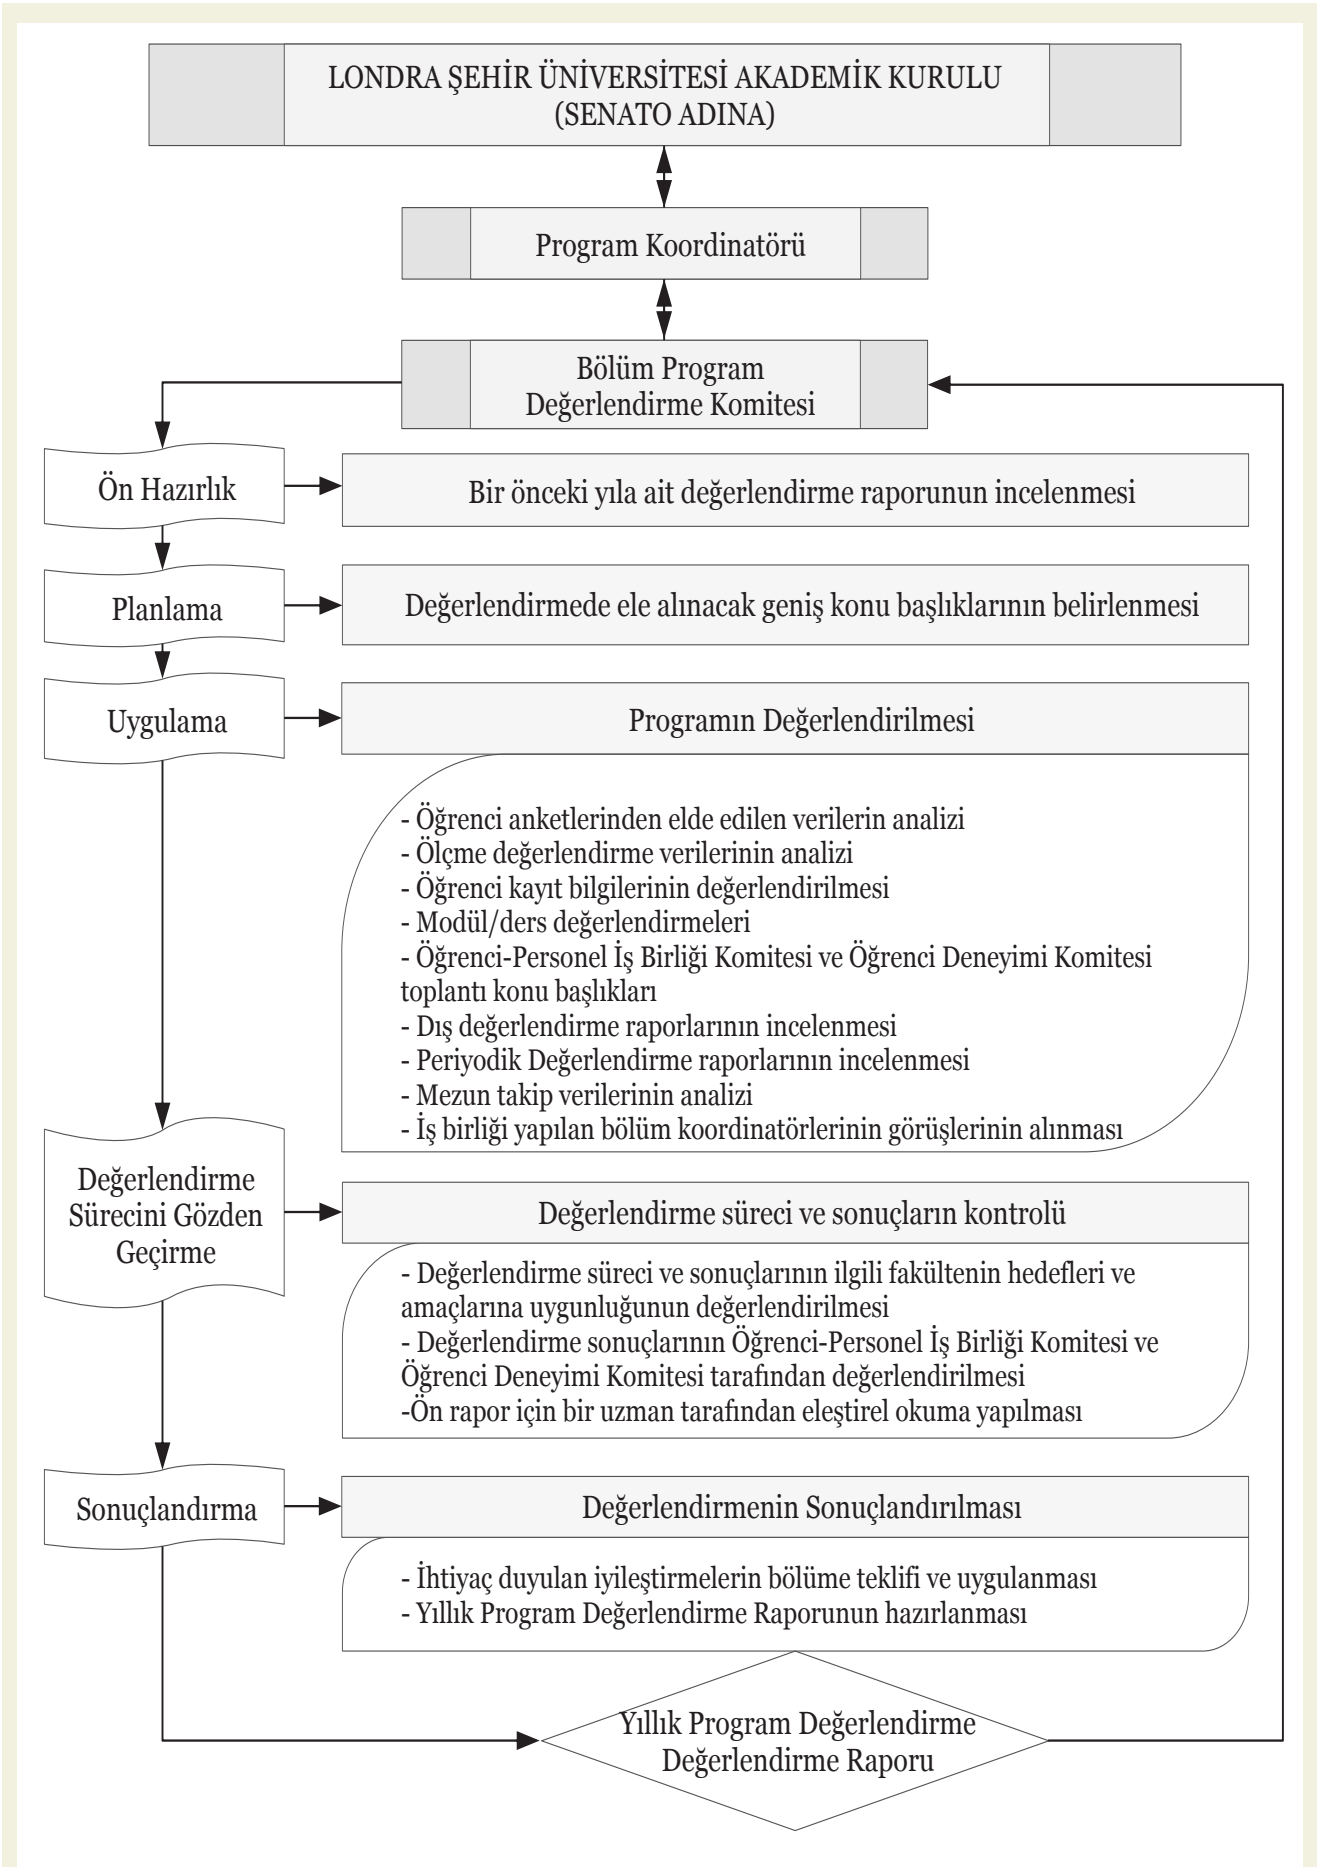 LONDRA ŞEHİR ÜNİVERSİTESİ AKADEMİK KURULU
(SENATO ADINA)
Program Koordinatörü
Bölüm Program
Değerlendirme Komitesi
Ön Hazırlık
Bir önceki yıla ait değerlendirme raporunun incelenmesi
Planlama
Değerlendirmede ele alınacak geniş konu başlıklarının belirlenmesi
Uygulama
Programın Değerlendirilmesi
- Öğrenci anketlerinden elde edilen verilerin analizi
- Ölçme değerlendirme verilerinin analizi
- Öğrenci kayıt bilgilerinin değerlendirilmesi
- Modül/ders değerlendirmeleri
- Öğrenci-Personel İş Birliği Komitesi ve Öğrenci Deneyimi Komitesi
toplantı konu başlıkları
- Dış değerlendirme raporlarının incelenmesi
- Periyodik Değerlendirme raporlarının incelenmesi
- Mezun takip verilerinin analizi
- İş birliği yapılan bölüm koordinatörlerinin görüşlerinin alınması
Değerlendirme
Sürecini Gözden
Geçirme
Değerlendirme süreci ve sonuçların kontrolü
- Değerlendirme süreci ve sonuçlarının ilgili fakültenin hedefleri ve
amaçlarına uygunluğunun değerlendirilmesi
- Değerlendirme sonuçlarının Öğrenci-Personel İş Birliği Komitesi ve
Öğrenci Deneyimi Komitesi tarafından değerlendirilmesi
-Ön rapor için bir uzman tarafından eleştirel okuma yapılması
Sonuçlandırma
Değerlendirmenin Sonuçlandırılması
- İhtiyaç duyulan iyileştirmelerin bölüme teklifi ve uygulanması
- Yıllık Program Değerlendirme Raporunun hazırlanması
Yıllık Program Değerlendirme
Değerlendirme Raporu